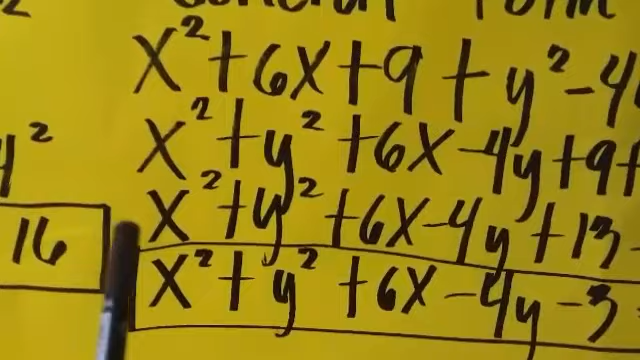 General Form
x² + 6x + 9 + y² - 4
x² + y² + 6x - 4y + 9 +
4²
x² + y² + 6x - 4y + 13 -
16
x² + y² + 6x - 4y - 3